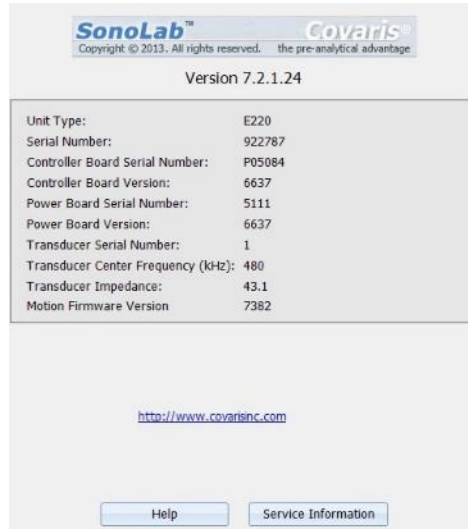 SonoLab™ Covaris®
Copyright © 2013. All rights reserved. the pre-analytical advantage
Version 7.2.1.24
Unit Type: E220
Serial Number: 922787
Controller Board Serial Number: P05084
Controller Board Version: 6637
Power Board Serial Number: 5111
Power Board Version: 6637
Transducer Serial Number: 1
Transducer Center Frequency (kHz): 480
Transducer Impedance: 43.1
Motion Firmware Version 7382
http://www.covarisinc.com
Help Service Information